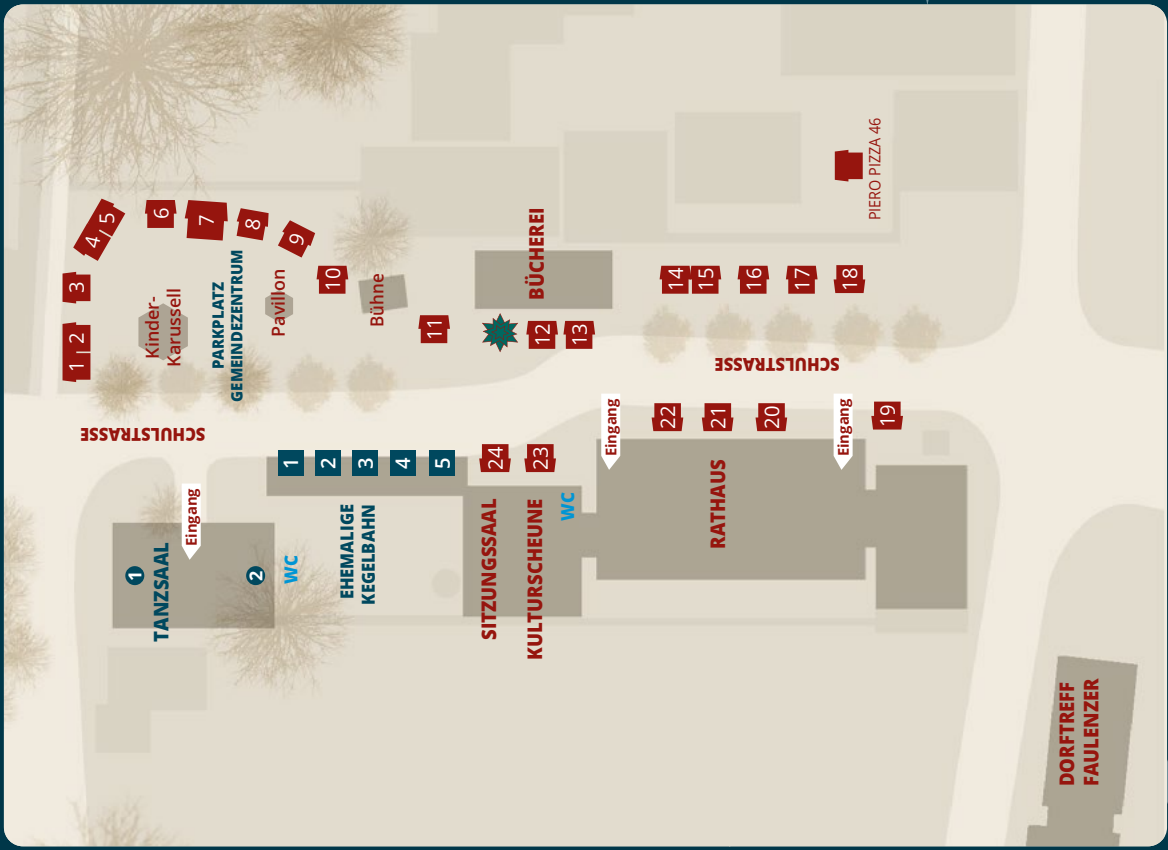 4 | 5
6
7
8
9
3
1 | 2
Kinder-
Karussell
PARKPLATZ
GEMEINDEZENTRUM
Pavillon
10
Bühne
11
BÜCHEREI
12
13
14
15
16
17
18
PIERO PIZZA 46
SCHULSTRASSE
SCHULSTRASSE
Eingang
22
21
20
Eingang
19
1
2
3
4
5
24
23
Eingang
1
TANZSAAL
2
WC
EHEMALIGE
KEGELBAHN
SITZUNGSSAAL
KULTURSCHEUNE
WC
RATHAUS
DORFTREFF
FAULENZER